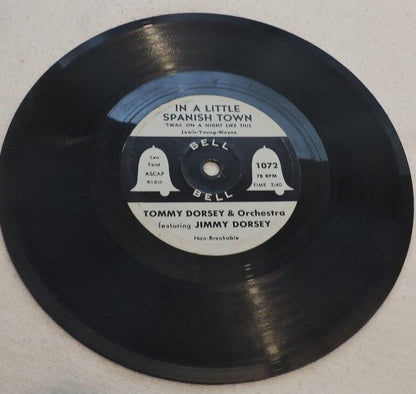 IN A LITTLE
SPANISH TOWN
'TWAS ON A NIGHT LIKE THIS
Lewis-Young-Wayne
BELL
Leo
Feist
ASCAP
R120
1072
78 RPM
TIME: 2:40
BELL
TOMMY DORSEY & Orchestra
featuring JIMMY DORSEY
Non-Breakable